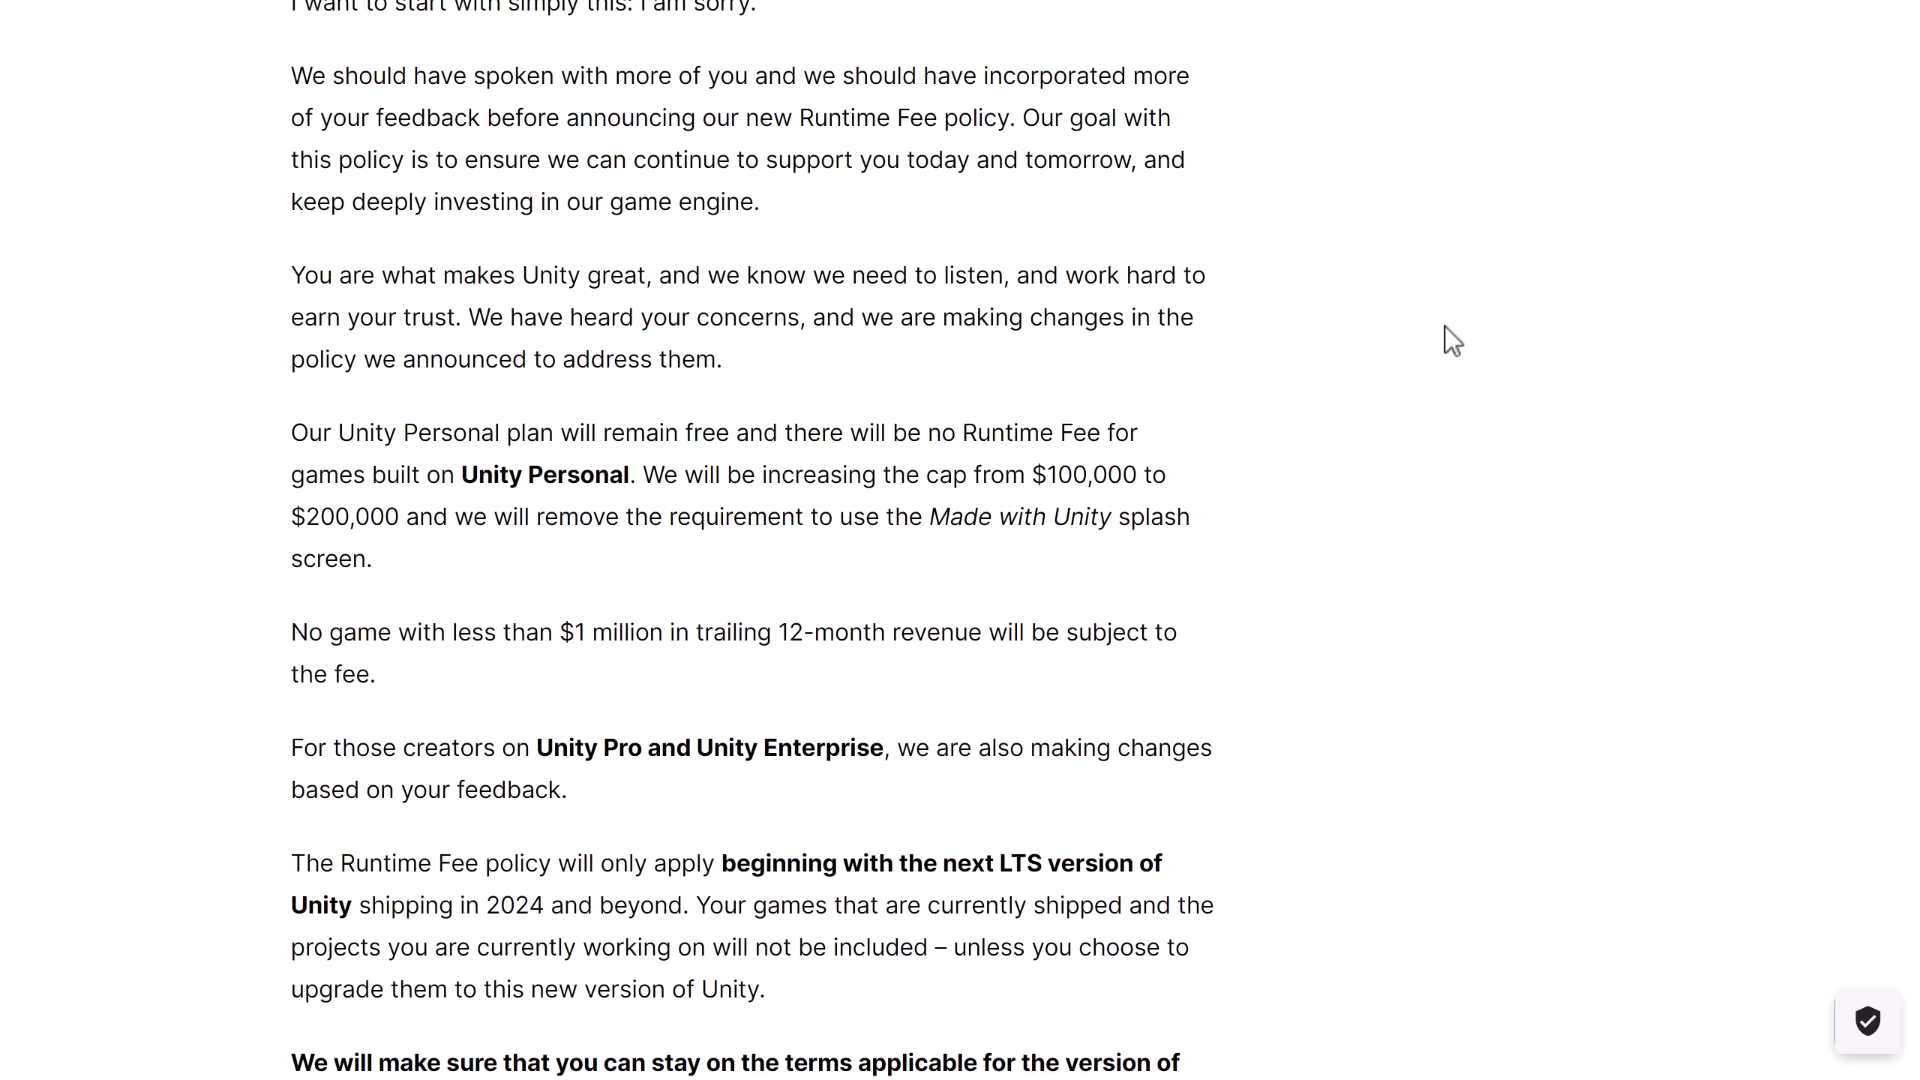 I want to start with simply this: I am sorry.
We should have spoken with more of you and we should have incorporated more
of your feedback before announcing our new Runtime Fee policy. Our goal with
this policy is to ensure we can continue to support you today and tomorrow, and
keep deeply investing in our game engine.
You are what makes Unity great, and we know we need to listen, and work hard to
earn your trust. We have heard your concerns, and we are making changes in the
policy we announced to address them.
Our Unity Personal plan will remain free and there will be no Runtime Fee for
games built on Unity Personal. We will be increasing the cap from $100,000 to
$200,000 and we will remove the requirement to use the Made with Unity splash
screen.
No game with less than $1 million in trailing 12-month revenue will be subject to
the fee.
For those creators on Unity Pro and Unity Enterprise, we are also making changes
based on your feedback.
The Runtime Fee policy will only apply beginning with the next LTS version of
Unity shipping in 2024 and beyond. Your games that are currently shipped and the
projects you are currently working on will not be included – unless you choose to
upgrade them to this new version of Unity.
We will make sure that you can stay on the terms applicable for the version of